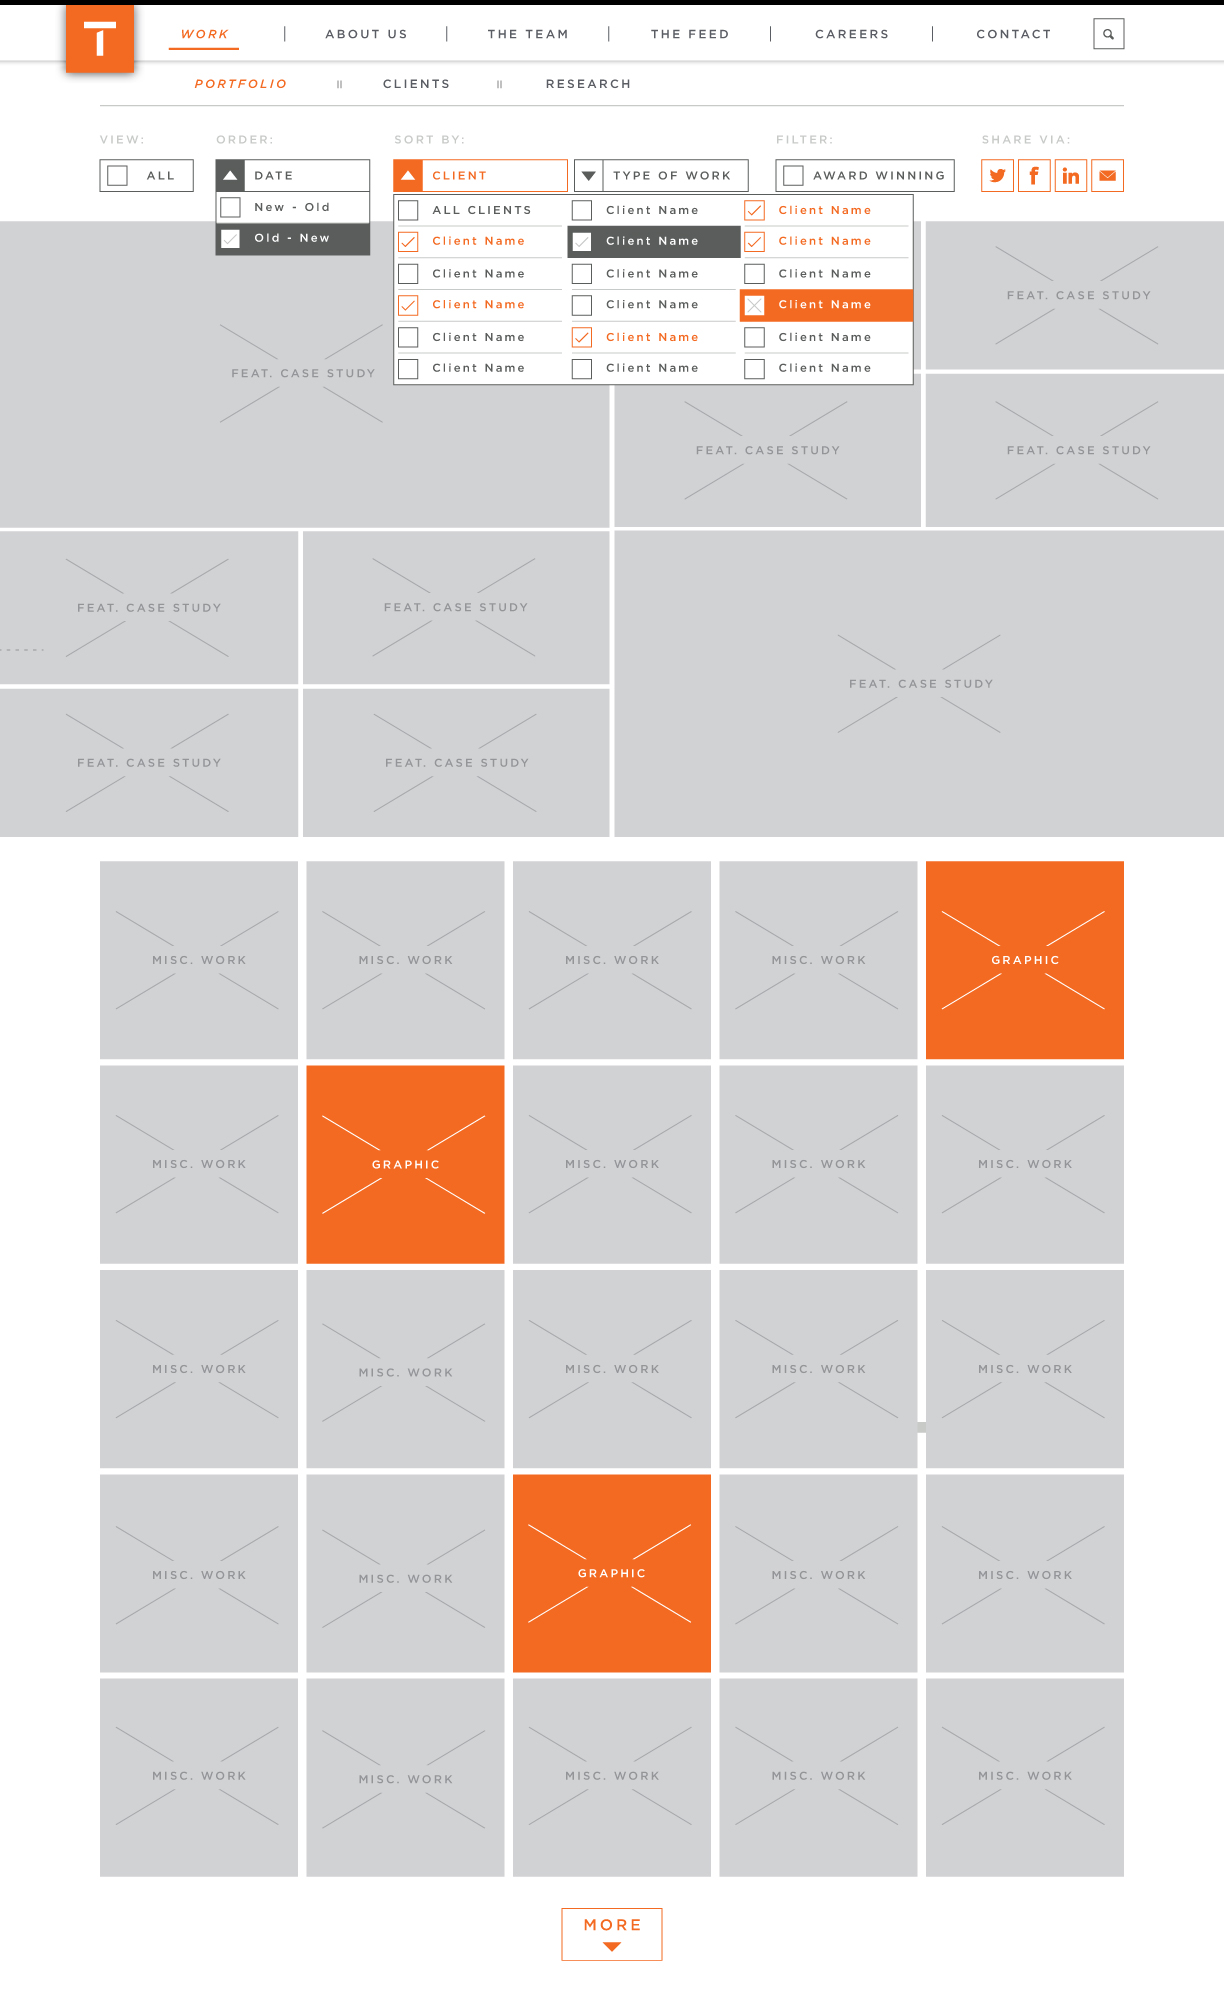 T
WORK | ABOUT US | THE TEAM | THE FEED | CAREERS | CONTACT
PORTFOLIO || CLIENTS || RESEARCH
VIEW: ORDER: SORT BY: FILTER: SHARE VIA:
ALL DATE CLIENT TYPE OF WORK AWARD WINNING
New - Old
Old - New
ALL CLIENTS Client Name Client Name
Client Name Client Name Client Name
Client Name Client Name Client Name
Client Name Client Name Client Name
Client Name Client Name Client Name
Client Name Client Name Client Name
FEAT. CASE STUDY
FEAT. CASE STUDY
FEAT. CASE STUDY FEAT. CASE STUDY
FEAT. CASE STUDY FEAT. CASE STUDY
FEAT. CASE STUDY
FEAT. CASE STUDY FEAT. CASE STUDY
MISC. WORK MISC. WORK MISC. WORK MISC. WORK GRAPHIC
MISC. WORK GRAPHIC MISC. WORK MISC. WORK MISC. WORK
MISC. WORK MISC. WORK MISC. WORK MISC. WORK MISC. WORK
MISC. WORK MISC. WORK GRAPHIC MISC. WORK MISC. WORK
MISC. WORK MISC. WORK MISC. WORK MISC. WORK MISC. WORK
MORE